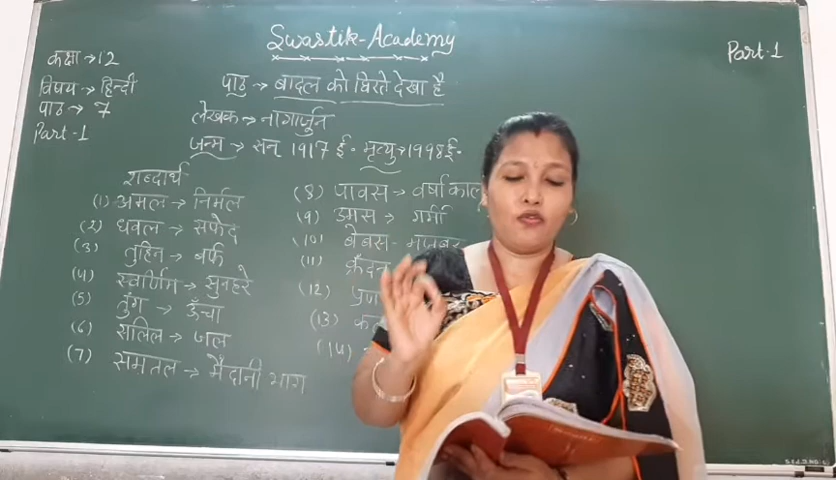 Swastik-Academy
Part-1
कक्षा → 12
विषय → हिन्दी
पाठ → 7
Part-1
पाठ → बादल को घिरते देखा है
लेखक → नागार्जुन
जन्म → सन् 1917 ई॰ मृत्यु → 1998 ई॰
शब्दार्थ
(1) अमल → निर्मल
(2) धवल → सफेद
(3) तुहिन → बर्फ
(4) स्वर्णिम → सुनहरे
(5) तुंग → ऊँचा
(6) सलिल → जल
(7) समतल → मैदानी भाग
(8) पावस → वर्षा काल
(9) उमस → गर्मी
(10) बेबस -
(11) क्रँदन
(12)
(13)
(14)